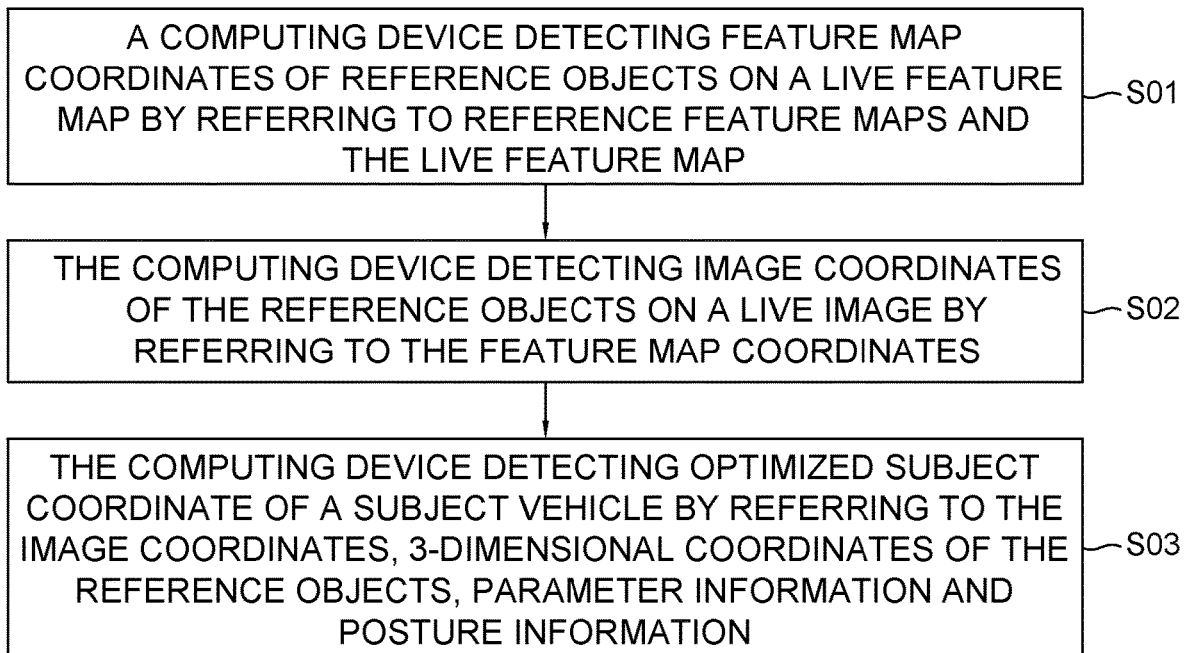 A COMPUTING DEVICE DETECTING FEATURE MAP
COORDINATES OF REFERENCE OBJECTS ON A LIVE FEATURE
MAP BY REFERRING TO REFERENCE FEATURE MAPS AND
THE LIVE FEATURE MAP
S01
THE COMPUTING DEVICE DETECTING IMAGE COORDINATES
OF THE REFERENCE OBJECTS ON A LIVE IMAGE BY
REFERRING TO THE FEATURE MAP COORDINATES
S02
THE COMPUTING DEVICE DETECTING OPTIMIZED SUBJECT
COORDINATE OF A SUBJECT VEHICLE BY REFERRING TO THE
IMAGE COORDINATES, 3-DIMENSIONAL COORDINATES OF THE
REFERENCE OBJECTS, PARAMETER INFORMATION AND
POSTURE INFORMATION
S03